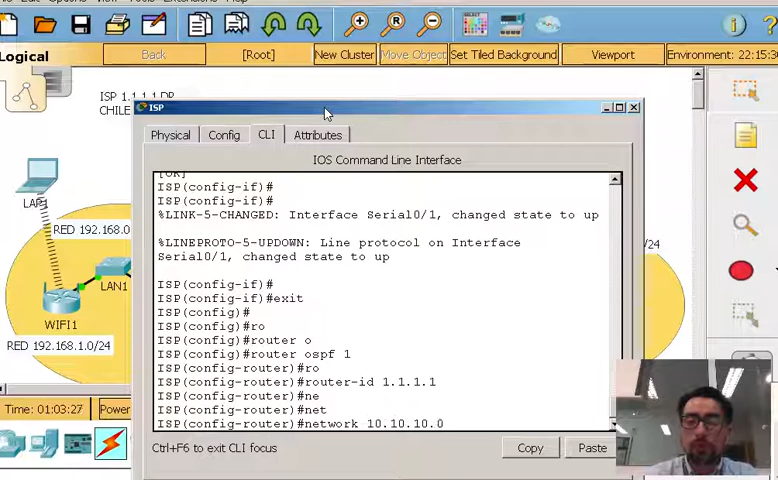 Logical
Back
[Root]
New Cluster
Move Object
Set Tiled Background
Viewport
Environment: 22:15:3
ISP 1.1.1.1 DR
CHILE
ISP
Physical
Config
CLI
Attributes
IOS Command Line Interface
[OK]
ISP(config-if)#
ISP(config-if)#
%LINK-5-CHANGED: Interface Serial0/1, changed state to up
%LINEPROTO-5-UPDOWN: Line protocol on Interface
Serial0/1, changed state to up
ISP(config-if)#
ISP(config-if)#exit
ISP(config)#
ISP(config)#ro
ISP(config)#router o
ISP(config)#router ospf 1
ISP(config-router)#ro
ISP(config-router)#router-id 1.1.1.1
ISP(config-router)#ne
ISP(config-router)#net
ISP(config-router)#network 10.10.10.0
Ctrl+F6 to exit CLI focus
Copy
Paste
LAP1
RED 192.168.0
LAN1
WIFI1
RED 192.168.1.0/24
/24
Time: 01:03:27
Power